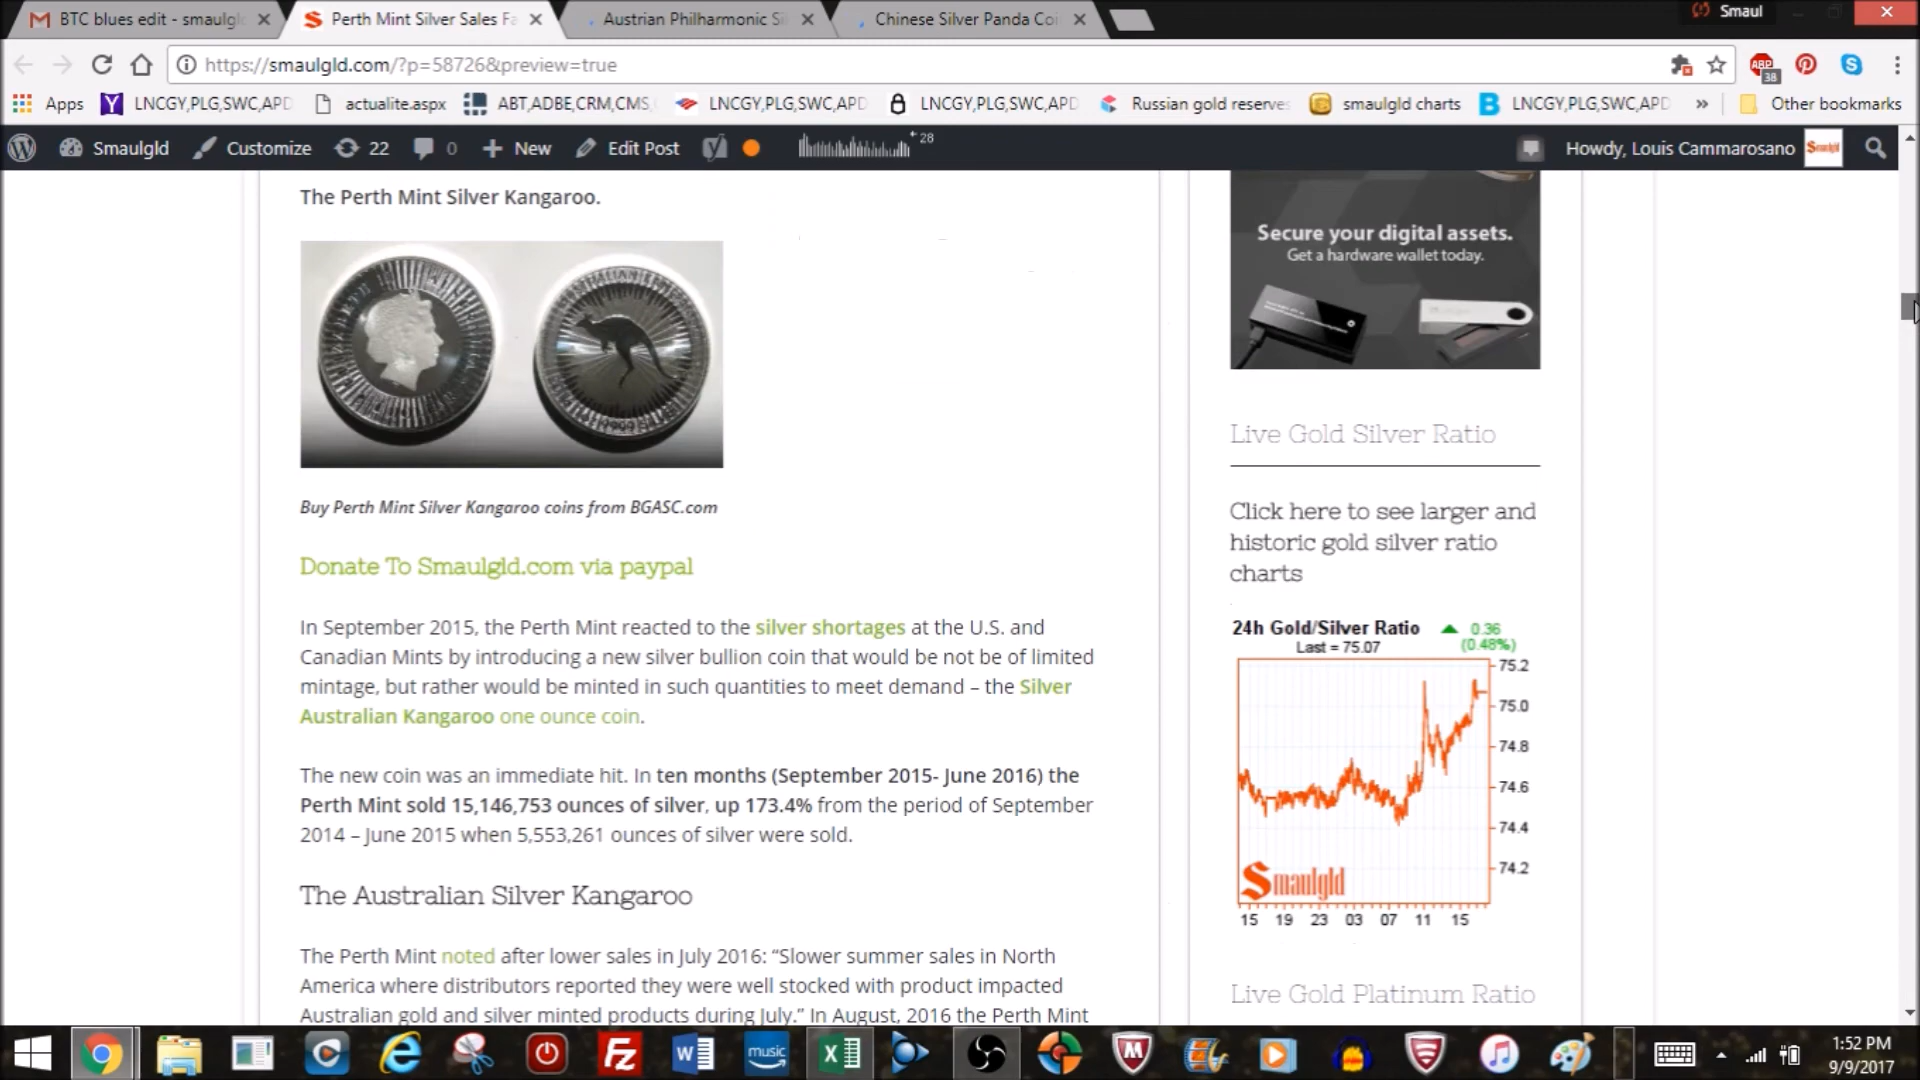 BTC blues edit - smaulgl
Perth Mint Silver Sales Fa
Austrian Philharmonic Si
Chinese Silver Panda Coi
Smaul
https://smaulgld.com/?p=58726&preview=true
ABP
38
Apps
LNCGY,PLG,SWC,APD
actualite.aspx
ABT,ADBE,CRM,CMS,
LNCGY,PLG,SWC,APD
LNCGY,PLG,SWC,APD
Russian gold reserves
smaulgld charts
LNCGY,PLG,SWC,APD
Other bookmarks
Smaulgld
Customize
22
0
New
Edit Post
28
Howdy, Louis Cammarosano
Smaulgld
The Perth Mint Silver Kangaroo.
Buy Perth Mint Silver Kangaroo coins from BGASC.com
Donate To Smaulgld.com via paypal
In September 2015, the Perth Mint reacted to the silver shortages at the U.S. and
Canadian Mints by introducing a new silver bullion coin that would be not be of limited
mintage, but rather would be minted in such quantities to meet demand – the Silver
Australian Kangaroo one ounce coin.
The new coin was an immediate hit. In ten months (September 2015- June 2016) the
Perth Mint sold 15,146,753 ounces of silver, up 173.4% from the period of September
2014 – June 2015 when 5,553,261 ounces of silver were sold.
The Australian Silver Kangaroo
The Perth Mint noted after lower sales in July 2016: “Slower summer sales in North
America where distributors reported they were well stocked with product impacted
Australian gold and silver minted products during July.” In August, 2016 the Perth Mint
Secure your digital assets.
Get a hardware wallet today.
Live Gold Silver Ratio
Click here to see larger and
historic gold silver ratio
charts
24h Gold/Silver Ratio
0.36
Last = 75.07
(0.48%)
75.2
75.0
74.8
74.6
74.4
74.2
Smaulgld
15 19 23 03 07 11 15
Live Gold Platinum Ratio
music
1:52 PM
9/9/2017